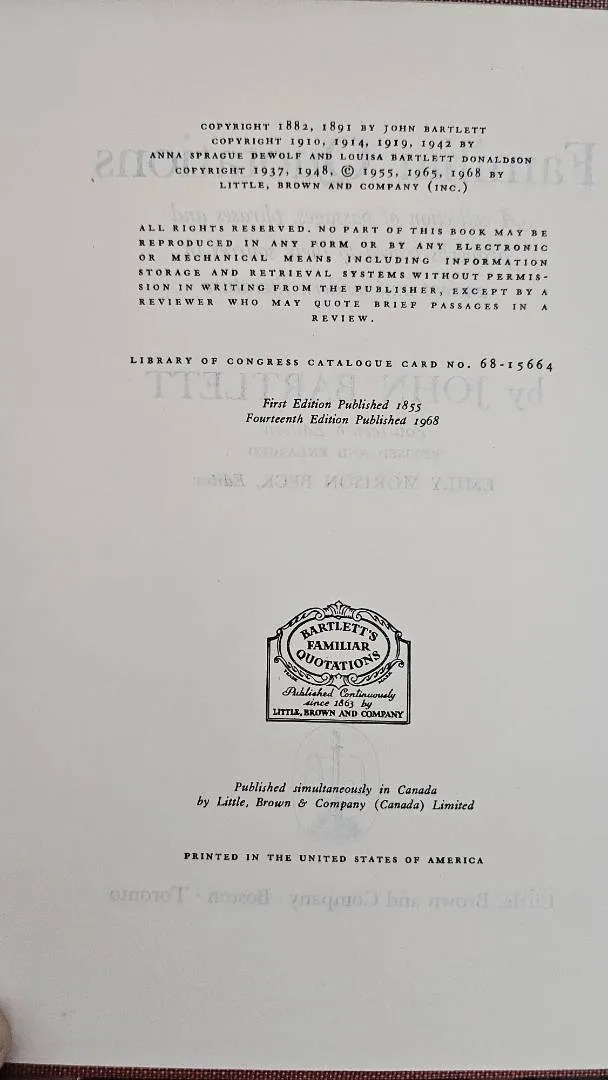 COPYRIGHT 1882, 1891 BY JOHN BARTLETT
COPYRIGHT 1910, 1914, 1919, 1942 BY
ANNA SPRAGUE DEWOLF AND LOUISA BARTLETT DONALDSON
COPYRIGHT 1937, 1948, © 1955, 1965, 1968 BY
LITTLE, BROWN AND COMPANY (INC.)
ALL RIGHTS RESERVED. NO PART OF THIS BOOK MAY BE
REPRODUCED IN ANY FORM OR BY ANY ELECTRONIC
OR MECHANICAL MEANS INCLUDING INFORMATION
STORAGE AND RETRIEVAL SYSTEMS WITHOUT PERMIS-
SION IN WRITING FROM THE PUBLISHER, EXCEPT BY A
REVIEWER WHO MAY QUOTE BRIEF PASSAGES IN A
REVIEW.
LIBRARY OF CONGRESS CATALOGUE CARD NO. 68-15664
First Edition Published 1855
Fourteenth Edition Published 1968
BARTLETT'S
FAMILIAR
QUOTATIONS
Published Continuously
since 1863 by
LITTLE, BROWN AND COMPANY
Published simultaneously in Canada
by Little, Brown & Company (Canada) Limited
PRINTED IN THE UNITED STATES OF AMERICA